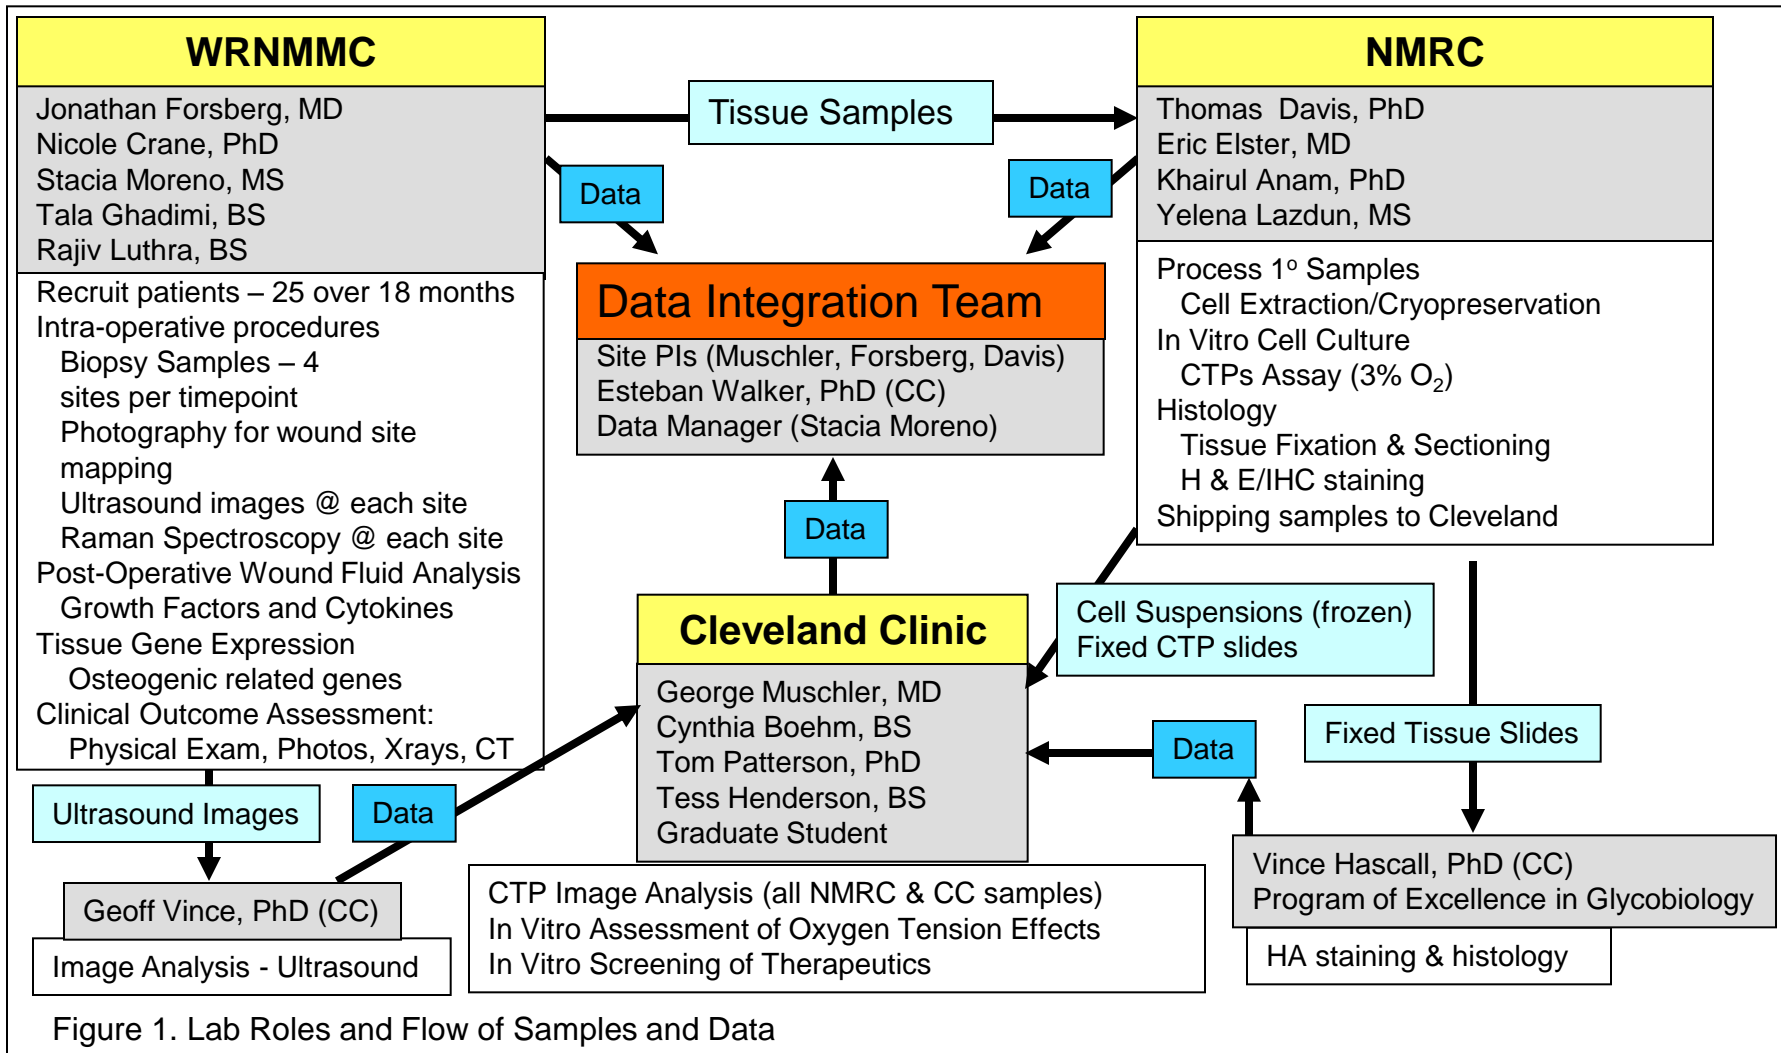 WRNMMC
Jonathan Forsberg, MD
Nicole Crane, PhD
Stacia Moreno, MS
Tala Ghadimi, BS
Rajiv Luthra, BS
Recruit patients – 25 over 18 months
Intra-operative procedures
Biopsy Samples – 4
sites per timepoint
Photography for wound site
mapping
Ultrasound images @ each site
Raman Spectroscopy @ each site
Post-Operative Wound Fluid Analysis
Growth Factors and Cytokines
Tissue Gene Expression
Osteogenic related genes
Clinical Outcome Assessment:
Physical Exam, Photos, Xrays, CT
Tissue Samples
Data
Data
NMRC
Thomas Davis, PhD
Eric Elster, MD
Khairul Anam, PhD
Yelena Lazdun, MS
Process 1º Samples
Cell Extraction/Cryopreservation
In Vitro Cell Culture
CTPs Assay (3% O₂)
Histology
Tissue Fixation & Sectioning
H & E/IHC staining
Shipping samples to Cleveland
Data Integration Team
Site PIs (Muschler, Forsberg, Davis)
Esteban Walker, PhD (CC)
Data Manager (Stacia Moreno)
Data
Cleveland Clinic
George Muschler, MD
Cynthia Boehm, BS
Tom Patterson, PhD
Tess Henderson, BS
Graduate Student
CTP Image Analysis (all NMRC & CC samples)
In Vitro Assessment of Oxygen Tension Effects
In Vitro Screening of Therapeutics
Cell Suspensions (frozen)
Fixed CTP slides
Fixed Tissue Slides
Data
Vince Hascall, PhD (CC)
Program of Excellence in Glycobiology
HA staining & histology
Ultrasound Images
Data
Geoff Vince, PhD (CC)
Image Analysis - Ultrasound
Figure 1. Lab Roles and Flow of Samples and Data